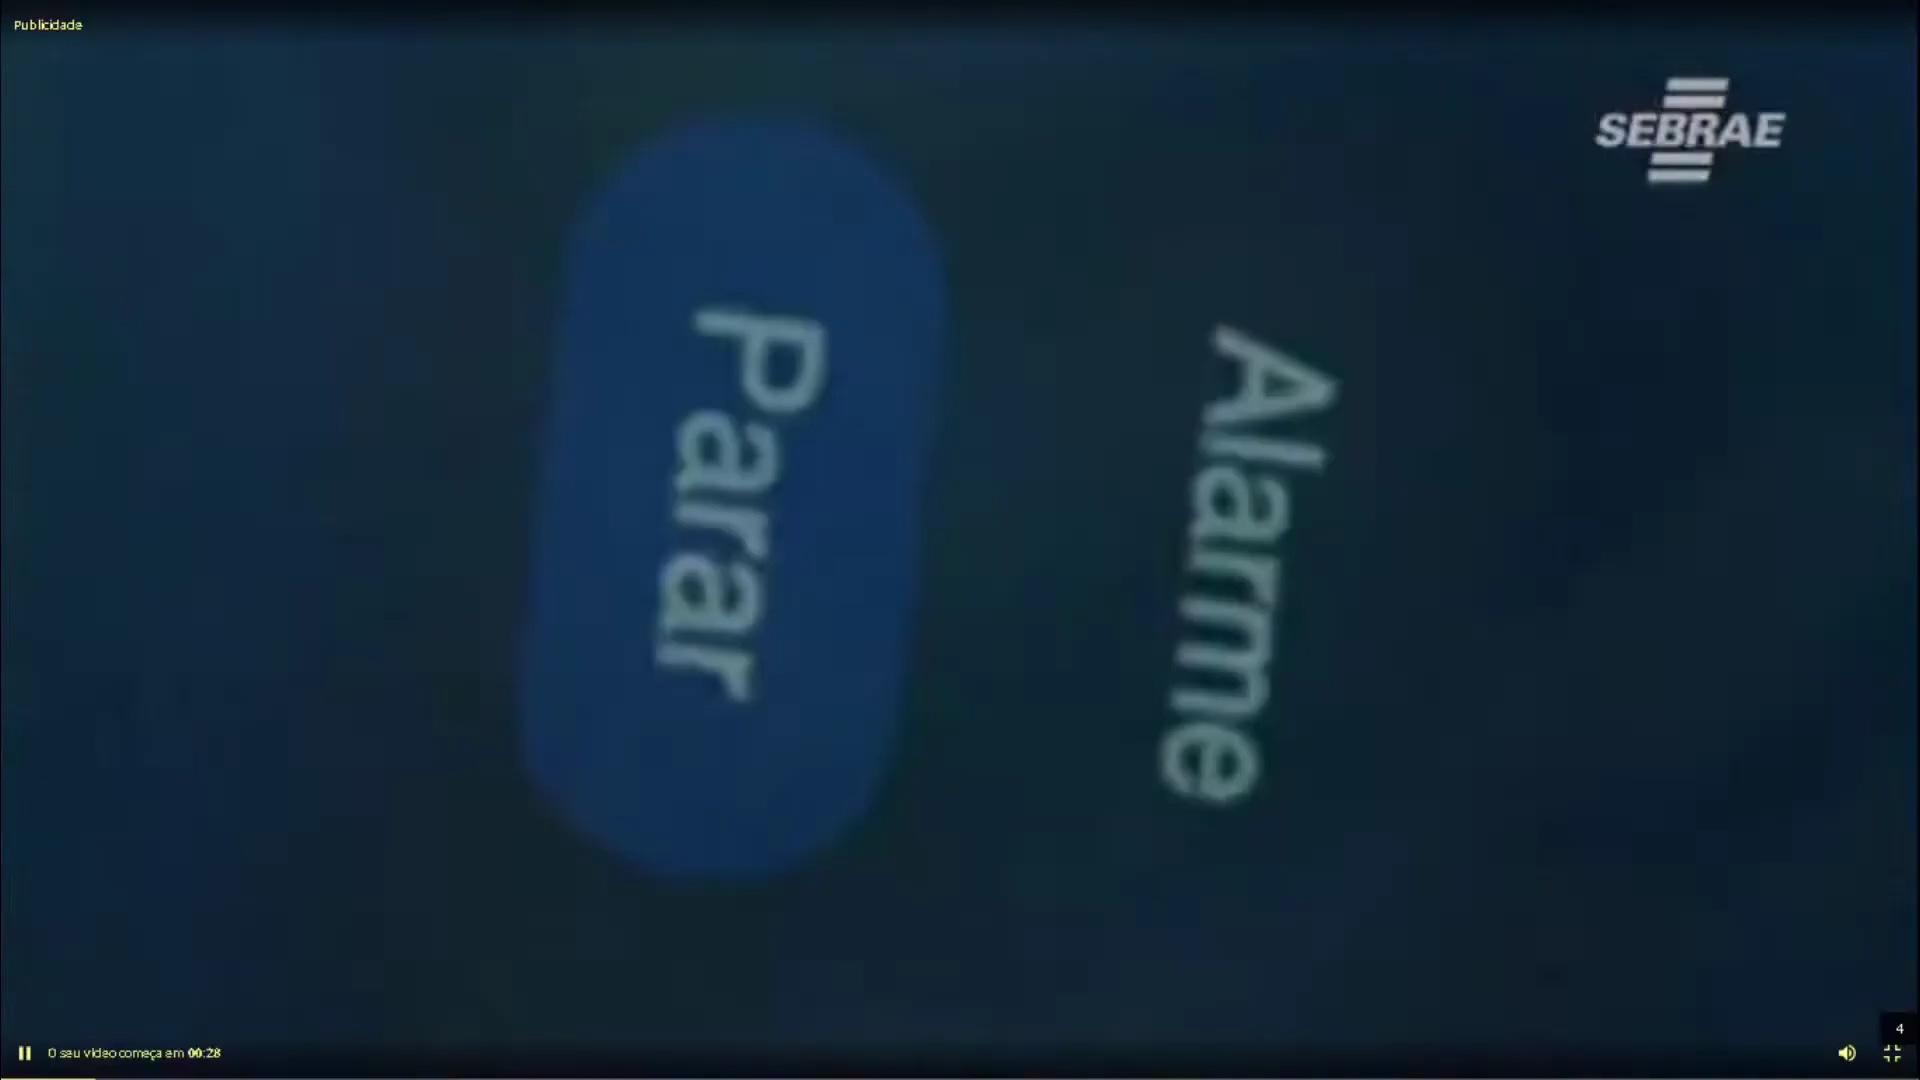 Publicidade
SEBRAE
Alarme
Parar
4
O seu vídeo começa em 00:28